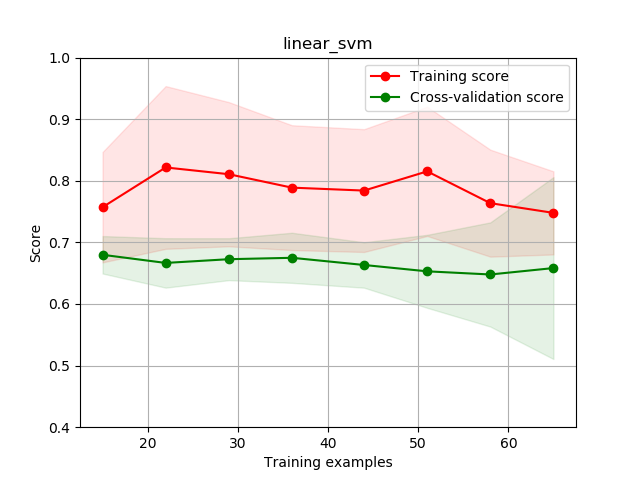 linear_svm
1.0
Training score
Cross-validation score
0.9
0.8
0.7
Score
0.6
0.5
0.4
20 30 40 50 60
Training examples